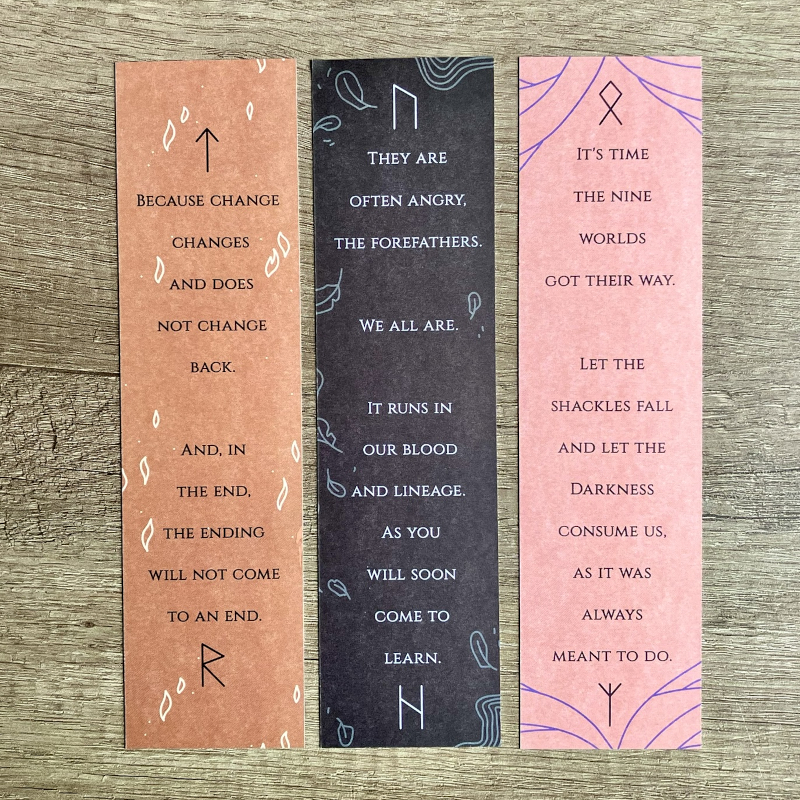 ᛏ
Because change
changes
and does
not change
back.
And, in
the end,
the ending
will not come
to an end.
ᚱ
ᚢ
They are
often angry,
the forefathers.
We all are.
It runs in
our blood
and lineage.
As you
will soon
come to
learn.
ᚺ
ᛟ
It's time
the nine
worlds
got their way.
Let the
shackles fall
and let the
Darkness
consume us,
as it was
always
meant to do.
ᛉ